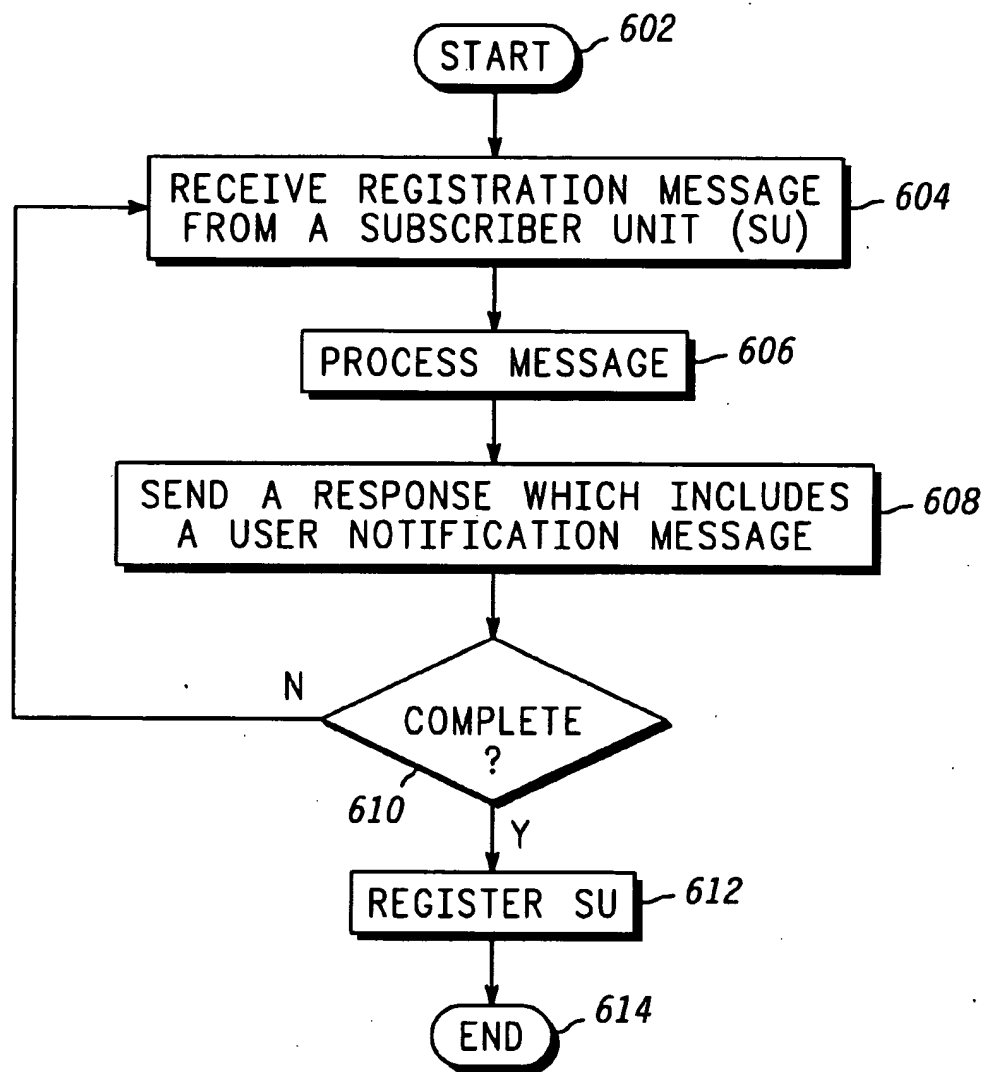 START
602
RECEIVE REGISTRATION MESSAGE
FROM A SUBSCRIBER UNIT (SU)
604
PROCESS MESSAGE
606
SEND A RESPONSE WHICH INCLUDES
A USER NOTIFICATION MESSAGE
608
N
COMPLETE
?
610
Y
REGISTER SU
612
END
614